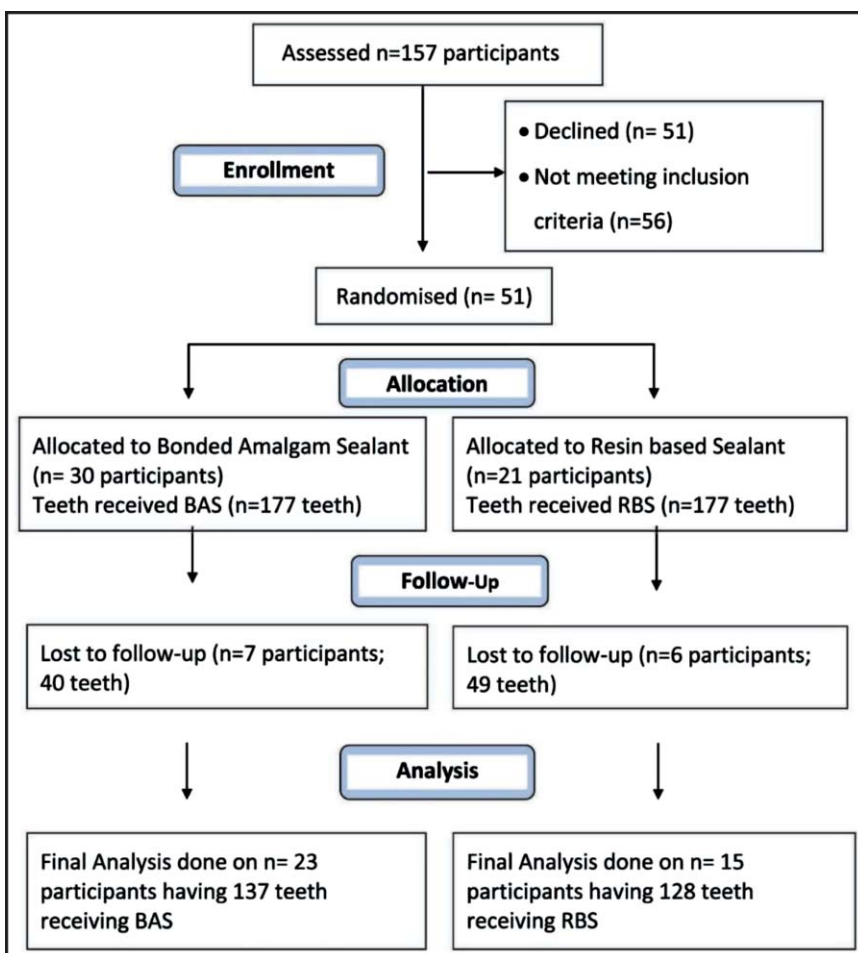 Assessed n=157 participants
• Declined (n= 51)
• Not meeting inclusion
criteria (n=56)
Enrollment
Randomised (n= 51)
Allocation
Allocated to Bonded Amalgam Sealant
(n= 30 participants)
Teeth received BAS (n=177 teeth)
Allocated to Resin based Sealant
(n=21 participants)
Teeth received RBS (n=177 teeth)
Follow-Up
Lost to follow-up (n=7 participants;
40 teeth)
Lost to follow-up (n=6 participants;
49 teeth)
Analysis
Final Analysis done on n= 23
participants having 137 teeth
receiving BAS
Final Analysis done on n= 15
participants having 128 teeth
receiving RBS